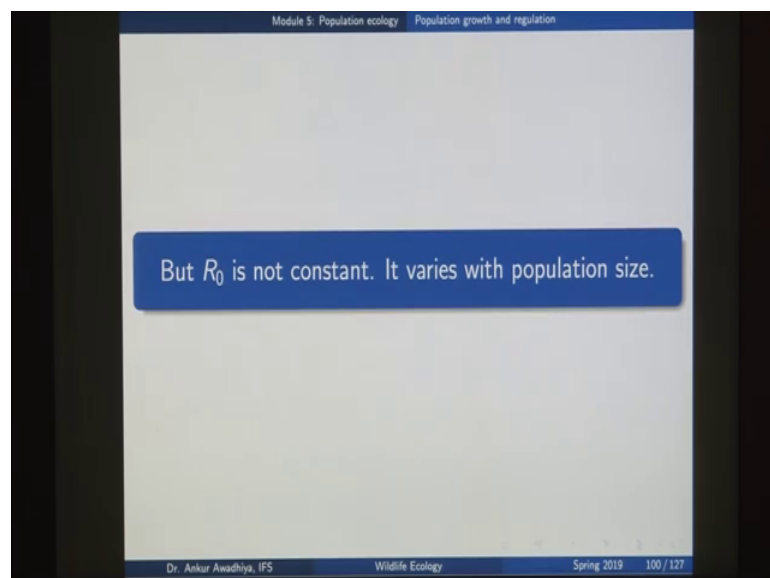 Module 5: Population ecology Population growth and regulation
But R₀ is not constant. It varies with population size.
Dr. Ankur Awadhiya, IFS Wildlife Ecology Spring 2019 100 / 127